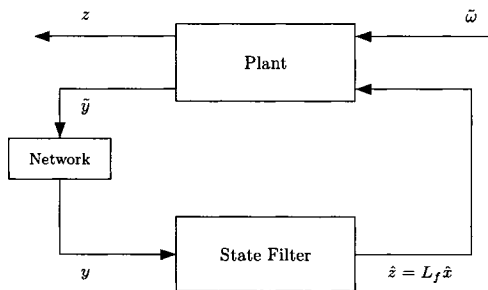 z
ω̃
Plant
ỹ
Network
State Filter
y
ẑ = L_f x̂